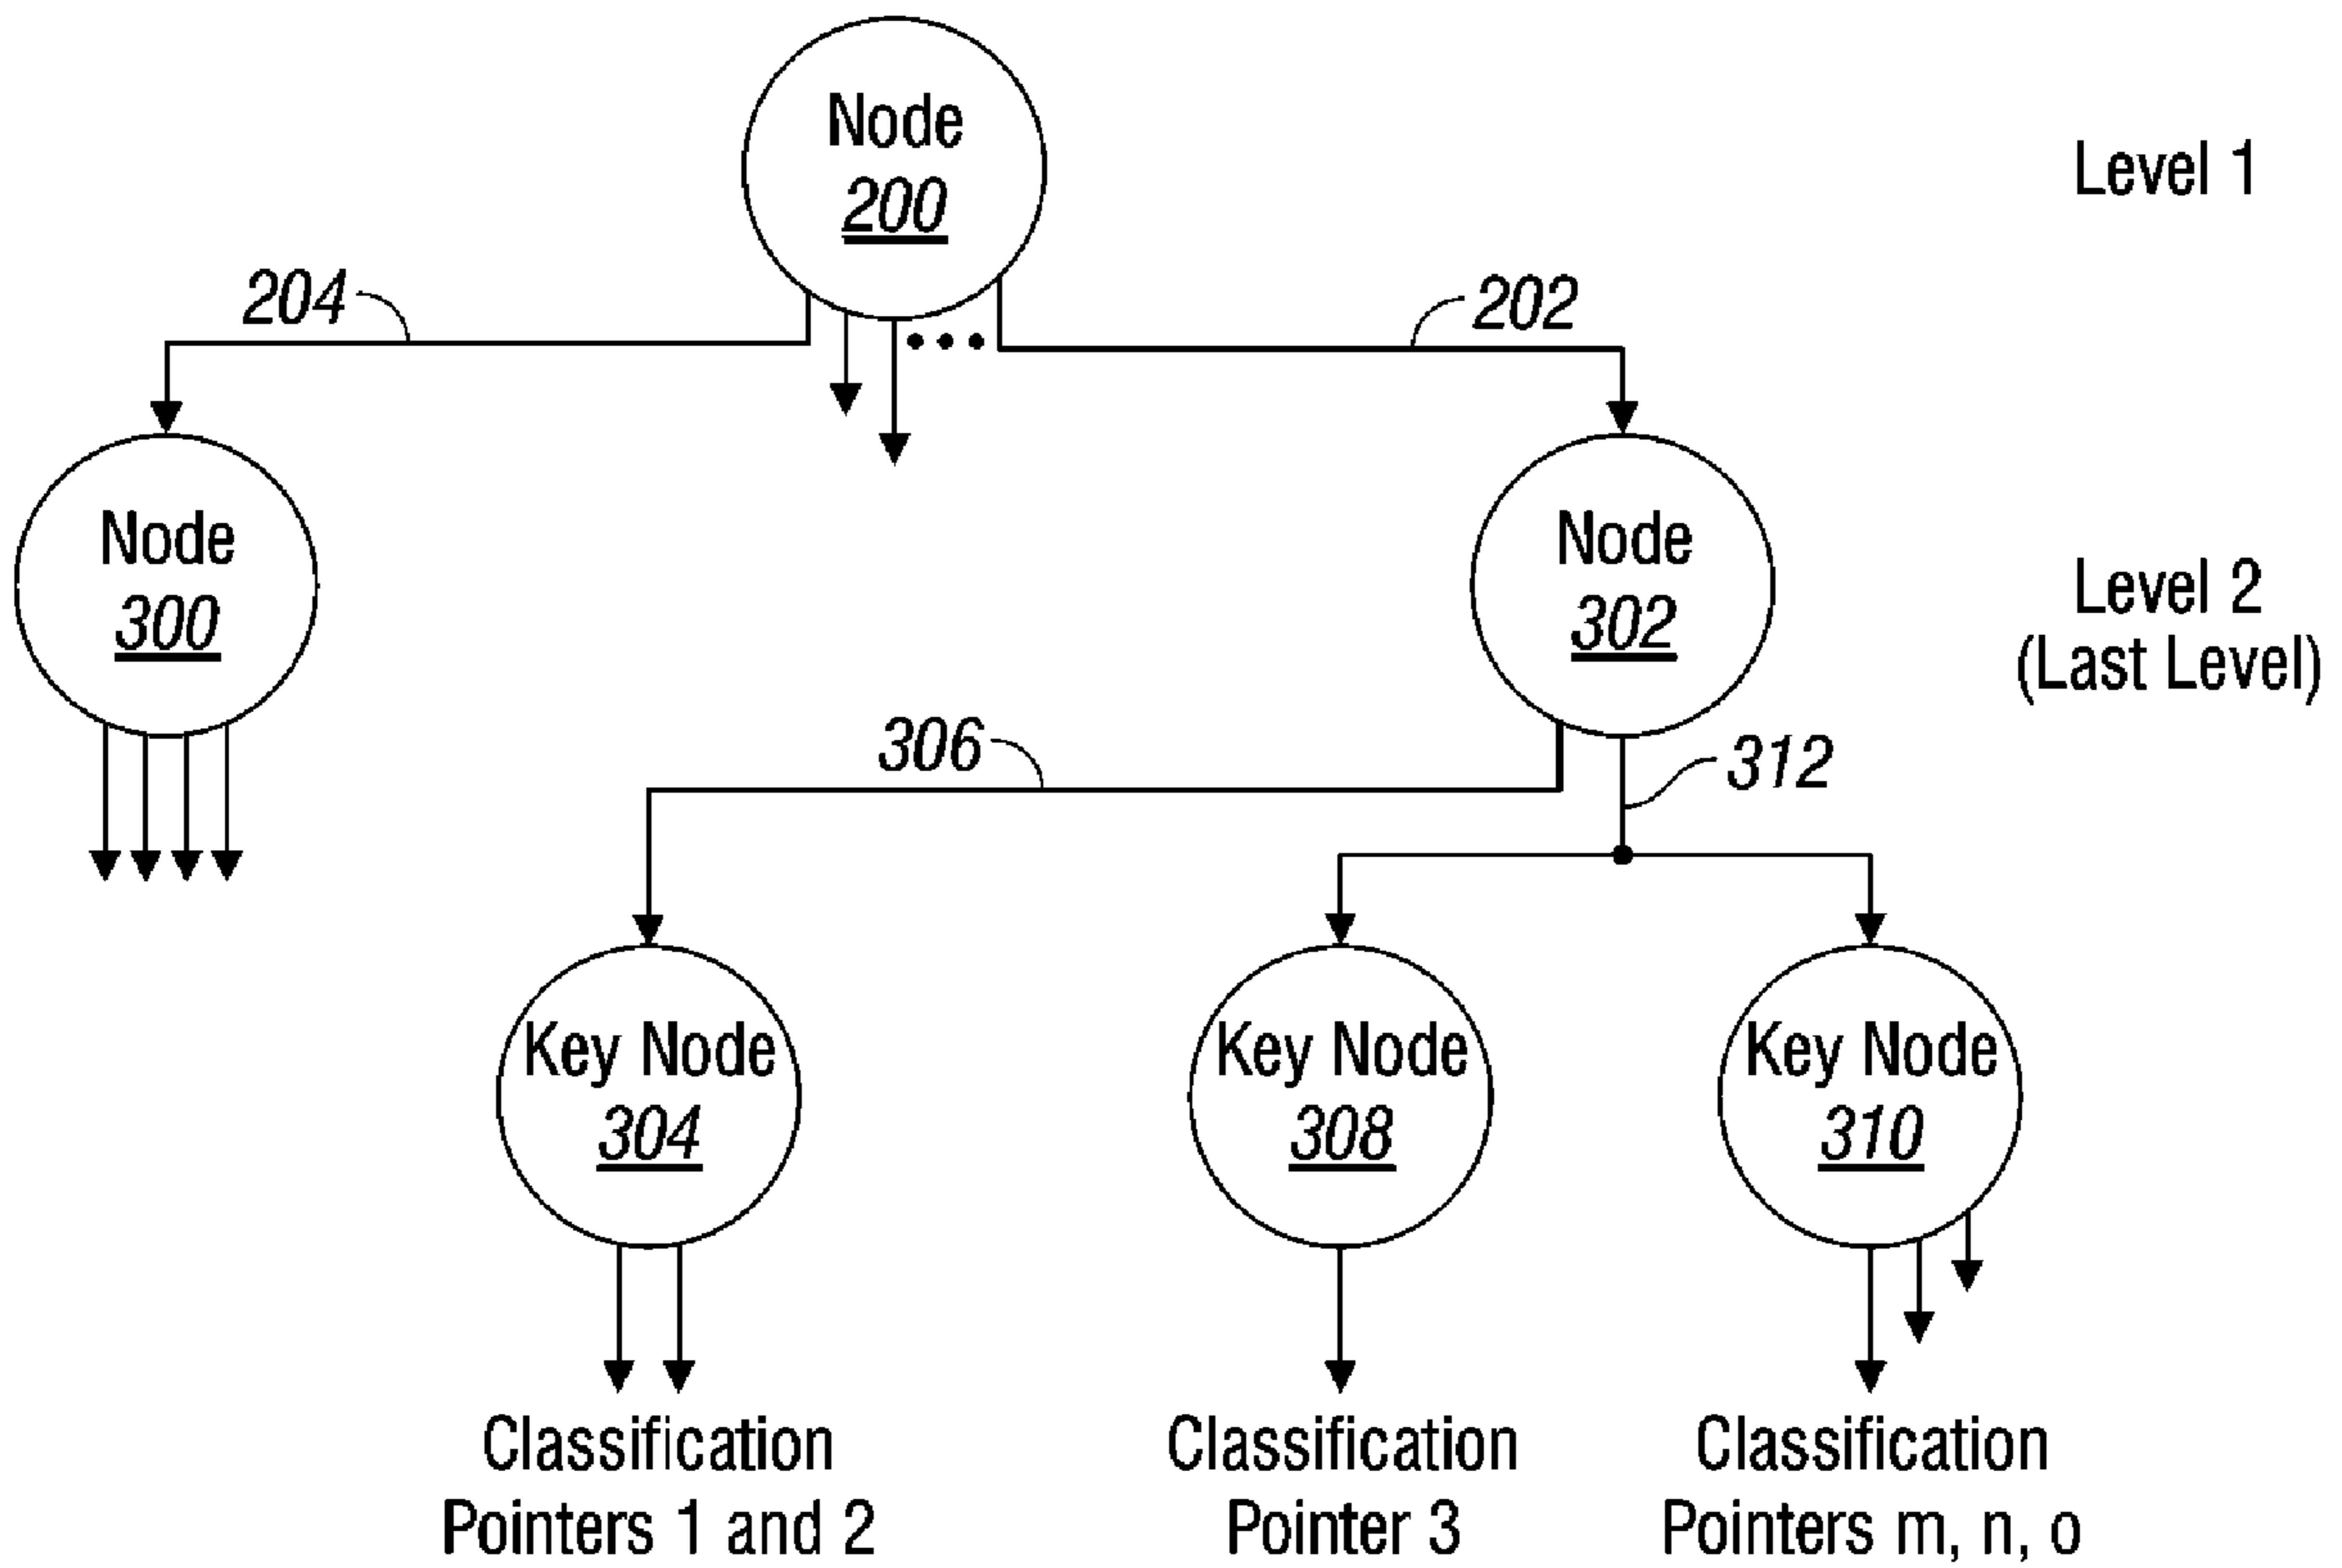 Node
200
Level 1
204
202
Node
300
Node
302
Level 2
(Last Level)
306
312
Key Node
304
Key Node
308
Key Node
310
Classification
Pointers 1 and 2
Classification
Pointer 3
Classification
Pointers m, n, o